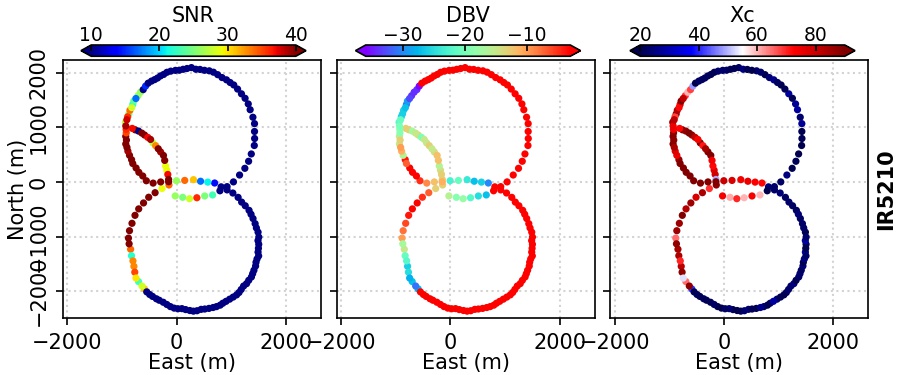 SNR DBV Xc
10 20 30 40 −30 −20 −10 20 40 60 80
2000
1000
0
−1000
−2000
North (m)
−2000 0 2000 −2000 0 2000 −2000 0 2000
East (m) East (m) East (m)
IR5210